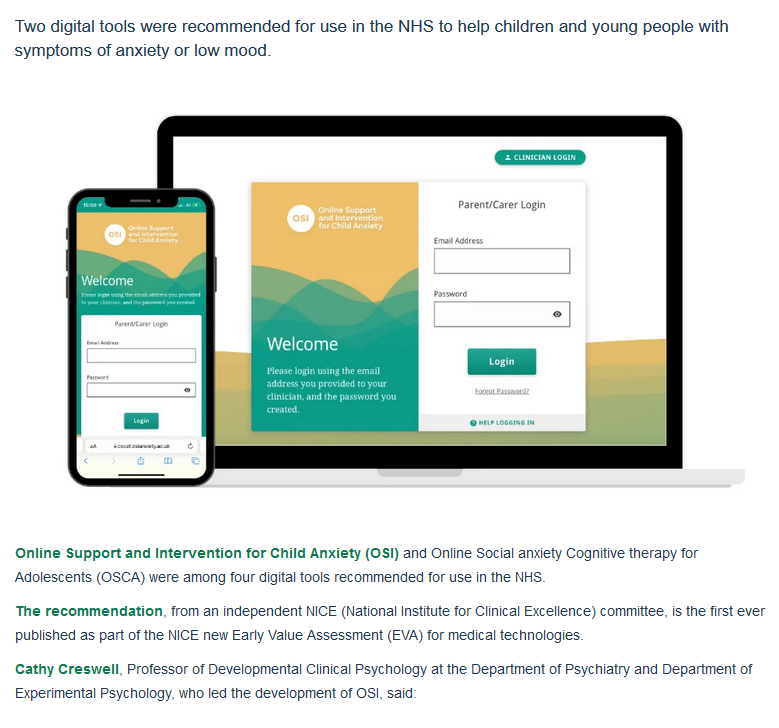 Two digital tools were recommended for use in the NHS to help children and young people with
symptoms of anxiety or low mood.
CLINICIAN LOGIN
OSI
Online Support
and Intervention
for Child Anxiety
Welcome
Please login using the email
address you provided to your
clinician, and the password you
created.
Parent/Carer Login
Email Address
Password
Login
Forgot Password?
HELP LOGGING IN
OSI
Online Support
and Intervention
for Child Anxiety
Welcome
Please login using the email address you provided
to your clinician, and the password you created.
Parent/Carer Login
Email Address
Password
Login
AA
Online Support and Intervention for Child Anxiety (OSI) and Online Social anxiety Cognitive therapy for
Adolescents (OSCA) were among four digital tools recommended for use in the NHS.
The recommendation, from an independent NICE (National Institute for Clinical Excellence) committee, is the first ever
published as part of the NICE new Early Value Assessment (EVA) for medical technologies.
Cathy Creswell, Professor of Developmental Clinical Psychology at the Department of Psychiatry and Department of
Experimental Psychology, who led the development of OSI, said: